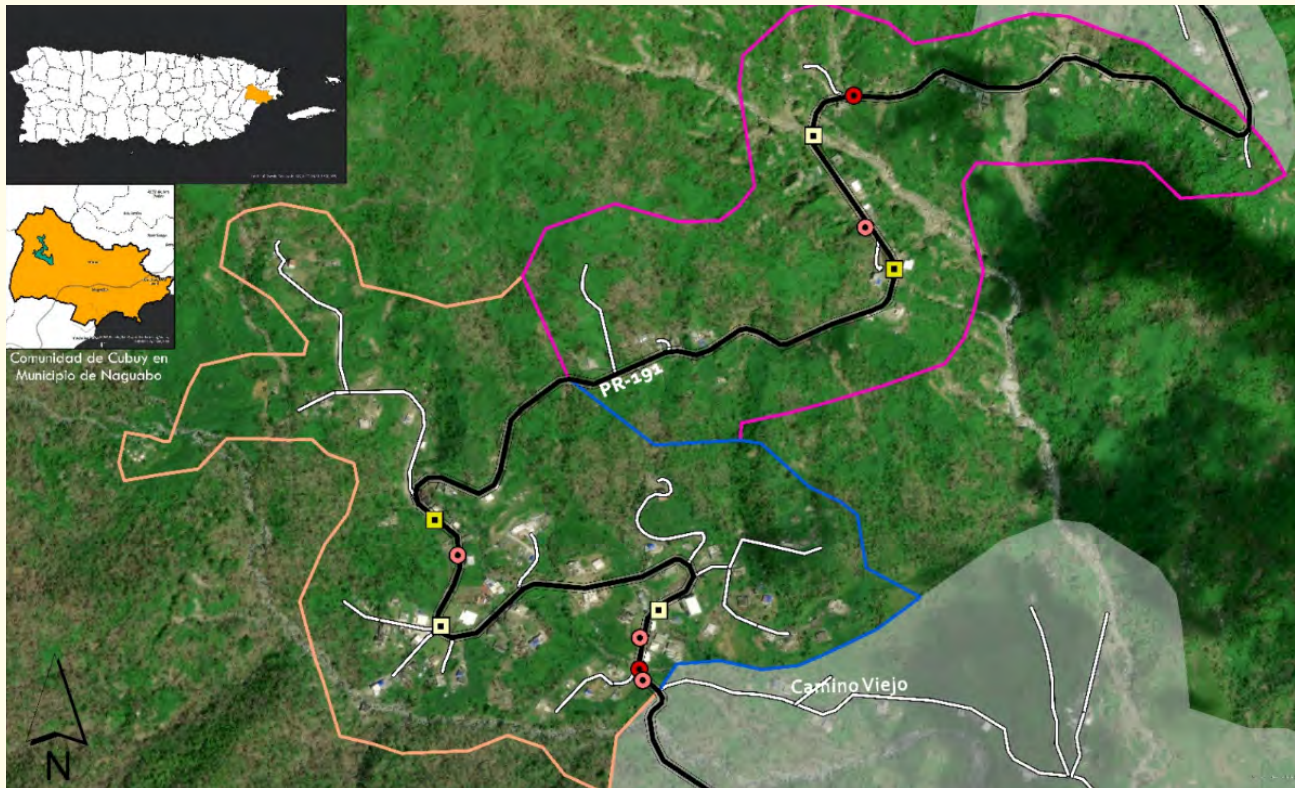 Comunidad de Cubuy en
Municipio de Naguabo
PR-191
Camino Viejo
N